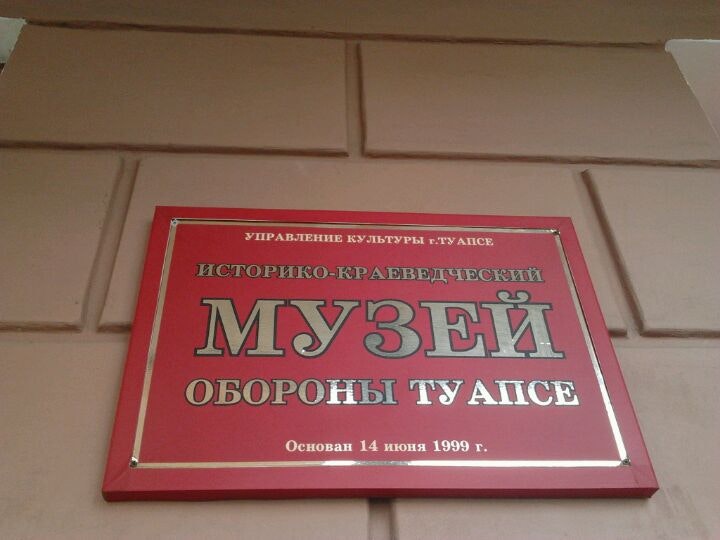 УПРАВЛЕНИЕ КУЛЬТУРЫ г.ТУАПСЕ
ИСТОРИКО-КРАЕВЕДЧЕСКИЙ
МУЗЕЙ
ОБОРОНЫ ТУАПСЕ
Основан 14 июня 1999 г.